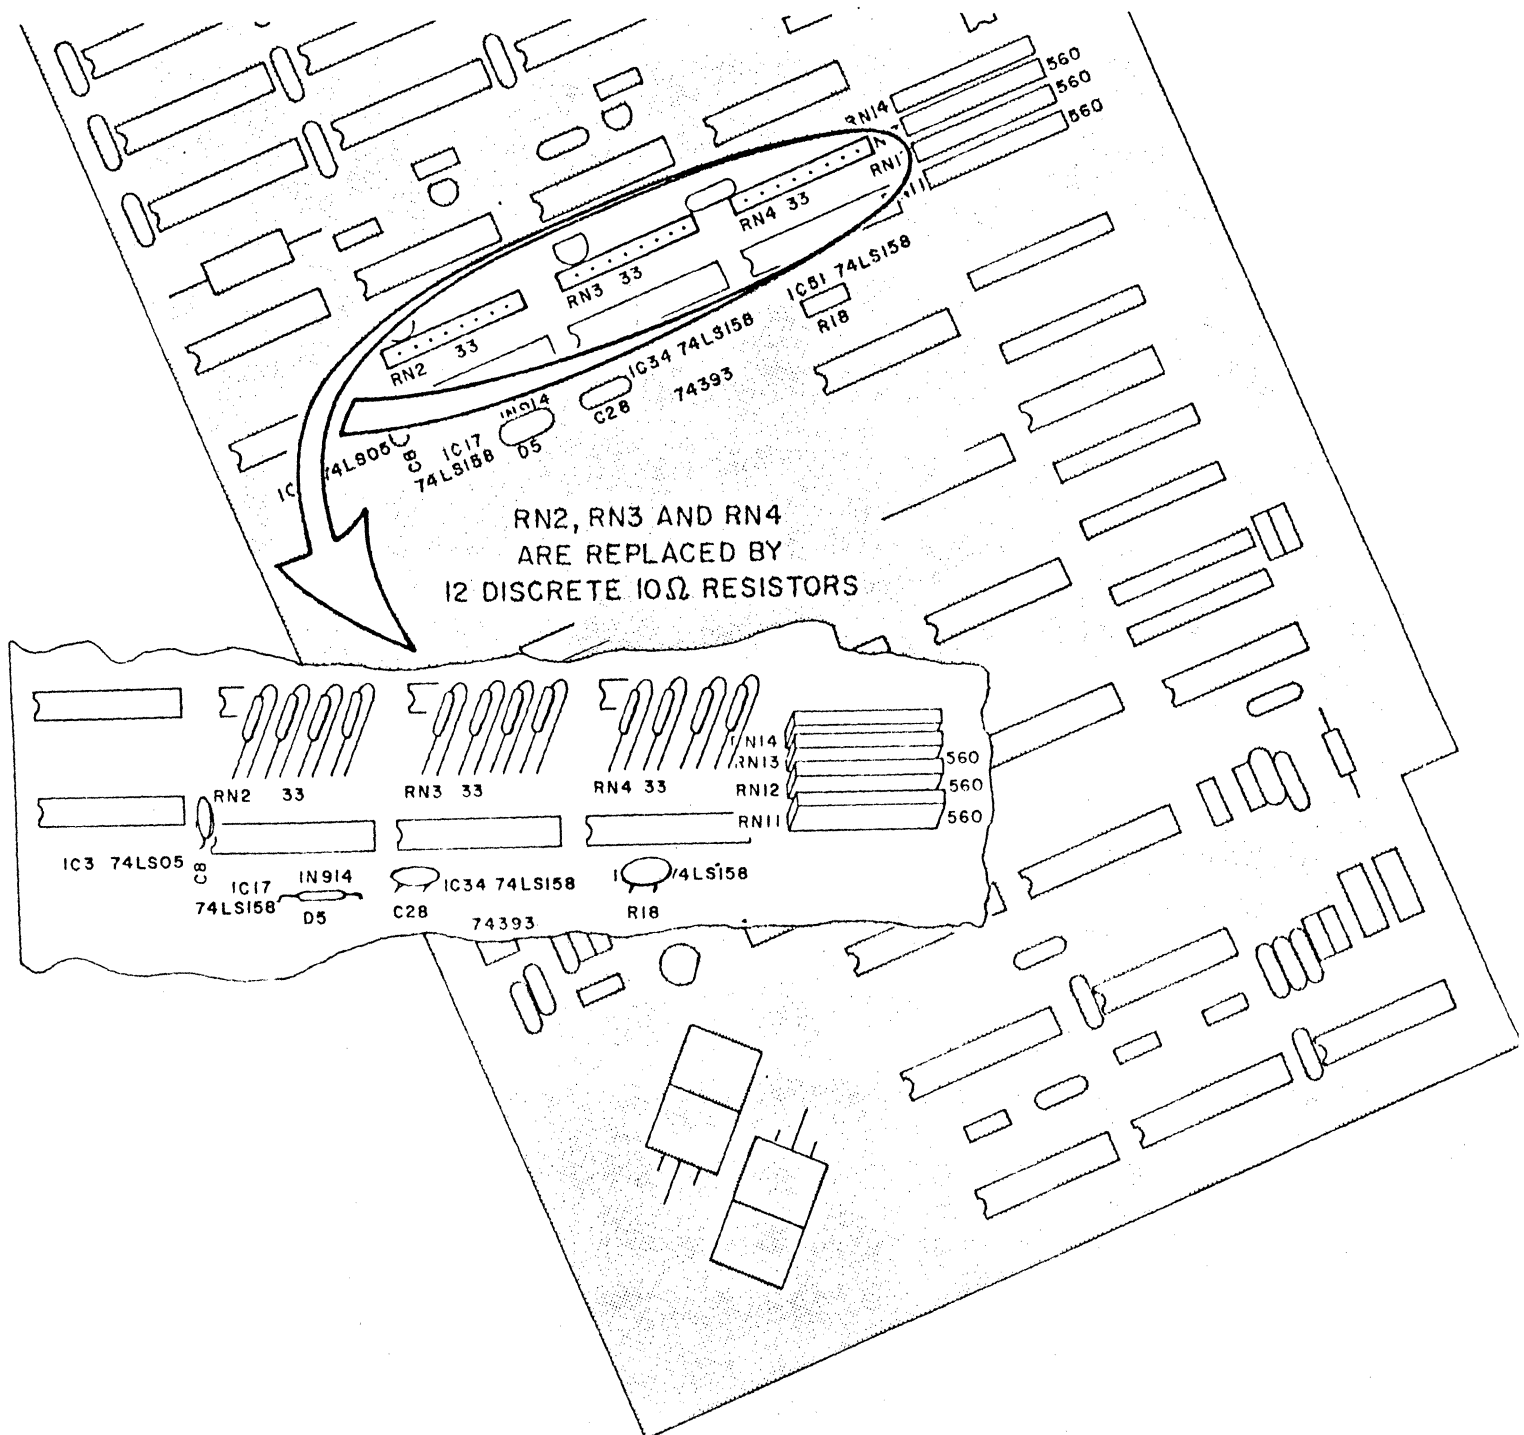 560
RN14
560
560
RN4 33
RN3 33
33
RN2
IC51 74LS158
R18
IC34 74LS158
74393
C28
IN914
D5
IC17
74LS158
C8
74LS05
RN2, RN3 AND RN4
ARE REPLACED BY
12 DISCRETE 10Ω RESISTORS
RN14
RN13 560
RN12 560
RN11 560
RN2 33
RN3 33
RN4 33
IC3 74LS05
C8
IC17
74LS158
IN914
D5
C28
IC34 74LS158
74393
74LS158
R18